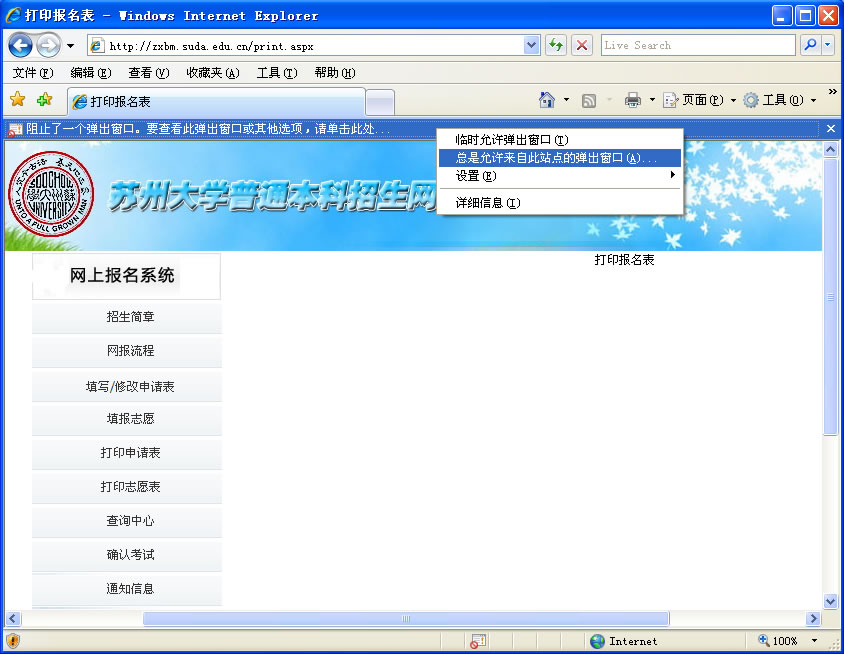 打印报名表 - Windows Internet Explorer
http://zxbm.suda.edu.cn/print.aspx
Live Search
文件(F) 编辑(E) 查看(V) 收藏夹(A) 工具(T) 帮助(H)
打印报名表
页面(P) 工具(O) »
阻止了一个弹出窗口。要查看此弹出窗口或其他选项，请单击此处...
临时允许弹出窗口(T)
总是允许来自此站点的弹出窗口(A)...
设置(E)
详细信息(I)
SOOCHOW
UNIVERSITY
UNTO A FULL GROWN MAN
苏州大学普通本科招生网
打印报名表
网上报名系统
招生简章
网报流程
填写/修改申请表
填报志愿
打印申请表
打印志愿表
查询中心
确认考试
通知信息
Internet
100%